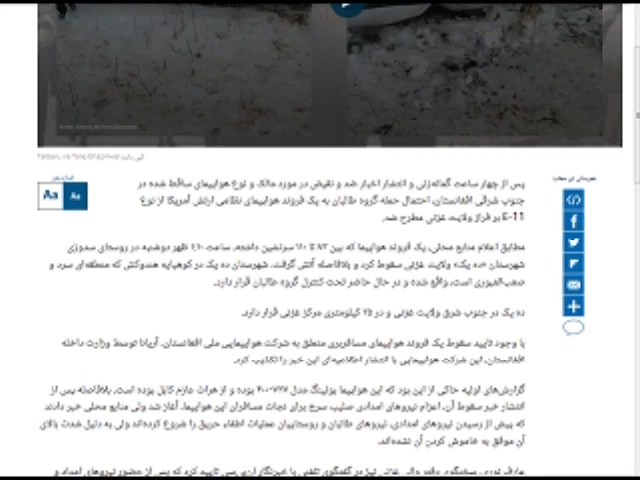 پس از چهار ساعت گمانه‌زنی و انتشار اخبار ضد و نقیض در مورد مالک و نوع هواپیمای ساقط شده در
جنوب شرقی افغانستان، احتمال حمله گروه طالبان به یک فروند هواپیمای نظامی ارتش آمریکا از نوع
E-11 بر فراز ولایت غزنی مطرح شد.
مطابق اعلام منابع محلی، یک فروند هواپیما که بین ۸۳ تا ۱۱۰ سرنشین داشته، ساعت ظهر دوشنبه در روستای سدوزی
شهرستان «ده یک» ولایت غزنی سقوط کرد و بلافاصله آتش گرفت. شهرستان ده یک در کوهپایه هندوکش که منطقه‌ای سرد و
صعب‌العبوری است، واقع شده و در حال حاضر تحت کنترل گروه طالبان قرار دارد.
ده یک در جنوب شرق ولایت غزنی و در ۲۵ کیلومتری مرکز غزنی قرار دارد.
با وجود تایید سقوط یک فروند هواپیمای مسافربری متعلق به شرکت هواپیمایی ملی افغانستان، آریانا توسط وزارت داخله
افغانستان، این شرکت هواپیمایی با انتشار اطلاعیه‌ای این خبر را تکذیب کرد.
گزارش‌های اولیه حاکی از این بود که این هواپیما بوئینگ مدل ۷۳۷-۴۰۰ بوده و از هرات عازم کابل بوده است. بلافاصله پس از
انتشار خبر سقوط آن، اعزام نیروهای امدادی صلیب سرخ برای نجات مسافران این هواپیما، آغاز شد ولی منابع محلی خبر دادند
که پیش از رسیدن نیروهای امدادی، نیروهای طالبان و روستاییان عملیات اطفاء حریق را شروع کرده‌اند ولی به دلیل شدت بالای
آن موفق به خاموش کردن آن نشده‌اند.
Aa Aa